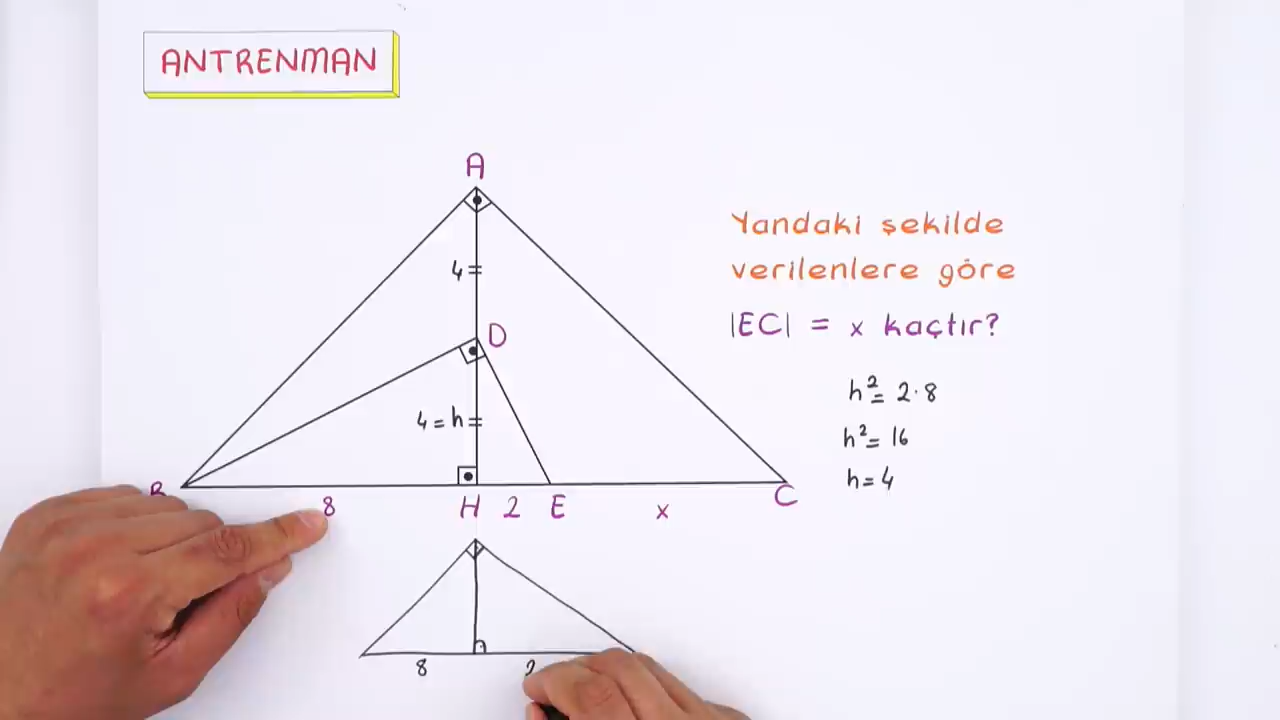 ANTRENMAN
A
Yandaki şekilde
verilenlere göre
|EC| = x kaçtır?
4
D
h² = 2·8
4 = h
h² = 16
h = 4
8
H
2
E
x
C
8